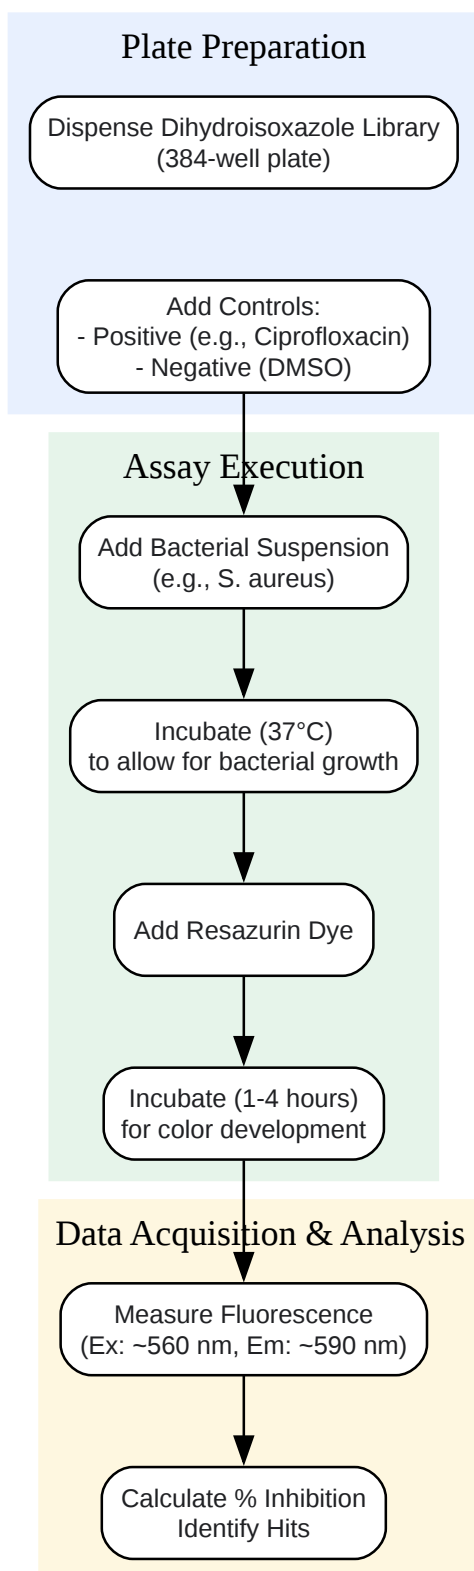 Plate Preparation
Dispense Dihydroisoxazole Library
(384-well plate)
Add Controls:
- Positive (e.g., Ciprofloxacin)
- Negative (DMSO)
Assay Execution
Add Bacterial Suspension
(e.g., S. aureus)
Incubate (37°C)
to allow for bacterial growth
Add Resazurin Dye
Incubate (1-4 hours)
for color development
Data Acquisition & Analysis
Measure Fluorescence
(Ex: ~560 nm, Em: ~590 nm)
Calculate % Inhibition
Identify Hits